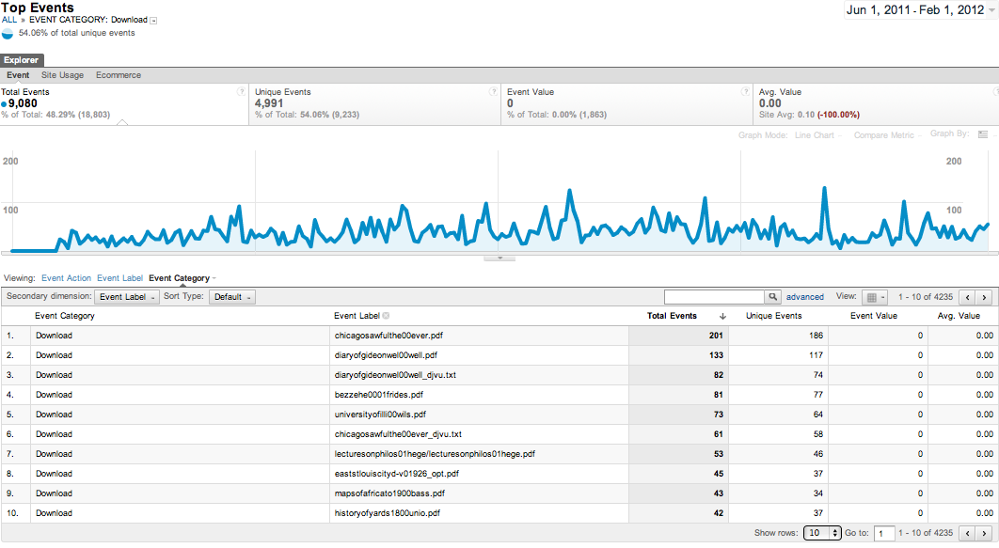 Top Events
Jun 1, 2011 - Feb 1, 2012
ALL » EVENT CATEGORY: Download
54.06% of total unique events
Explorer
Event Site Usage Ecommerce
Total Events ? Unique Events ? Event Value ? Avg. Value ?
9,080 4,991 0 0.00
% of Total: 48.29% (18,803) % of Total: 54.06% (9,233) % of Total: 0.00% (1,863) Site Avg: 0.10 (-100.00%)
Graph Mode: Line Chart Compare Metric Graph By:
200 200
100 100
Viewing: Event Action Event Label Event Category
Secondary dimension: Event Label Sort Type: Default advanced View: 1 - 10 of 4235
Event Category Event Label Total Events Unique Events Event Value Avg. Value
1. Download chicagosawfulthe00ever.pdf 201 186 0 0.00
2. Download diaryofgideonwel00well.pdf 133 117 0 0.00
3. Download diaryofgideonwel00well_djvu.txt 82 74 0 0.00
4. Download bezzehe0001frides.pdf 81 77 0 0.00
5. Download universityofilli00wils.pdf 73 64 0 0.00
6. Download chicagosawfulthe00ever_djvu.txt 61 58 0 0.00
7. Download lecturesonphilos01hege/lecturesonphilos01hege.pdf 53 46 0 0.00
8. Download eaststlouiscityd-v01926_opt.pdf 45 37 0 0.00
9. Download mapsofafricato1900bass.pdf 43 34 0 0.00
10. Download historyofyards1800unio.pdf 42 37 0 0.00
Show rows: 10 Go to: 1 1 - 10 of 4235